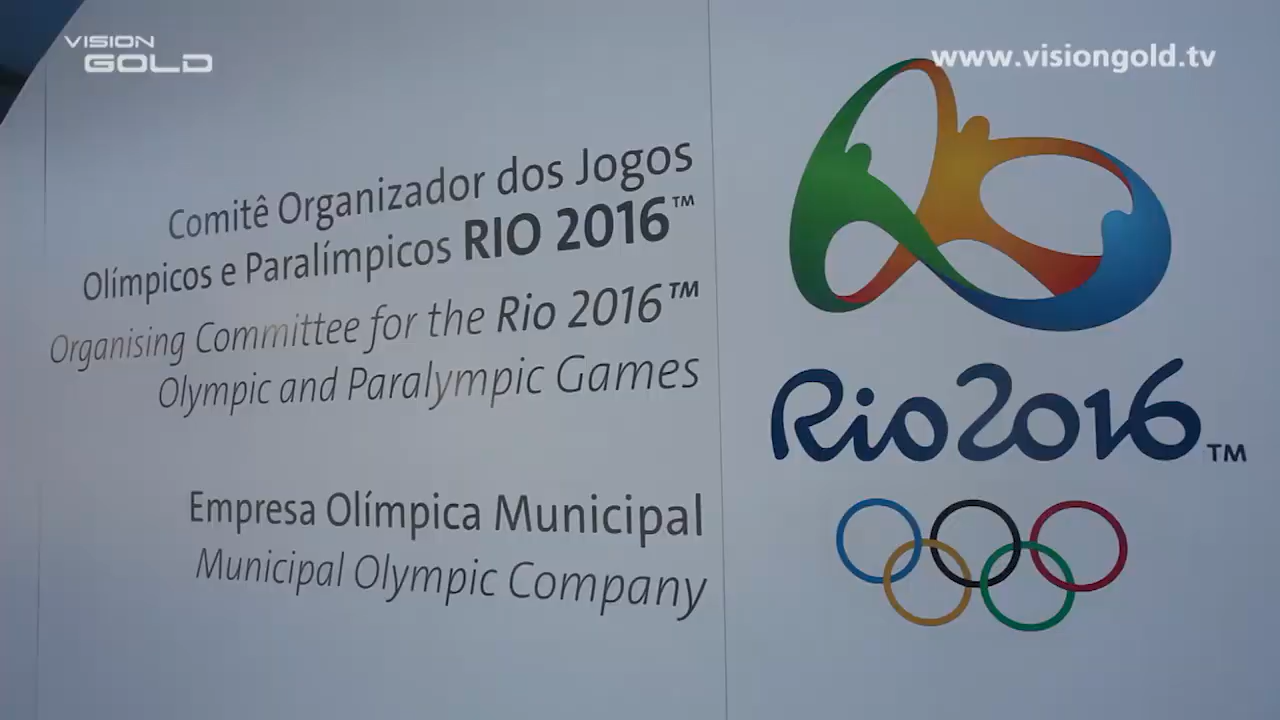 VISION
GOLD
www.visiongold.tv
Comitê Organizador dos Jogos
Olímpicos e Paralímpicos RIO 2016™
Organising Committee for the Rio 2016™
Olympic and Paralympic Games
Empresa Olímpica Municipal
Municipal Olympic Company
Rio2016™